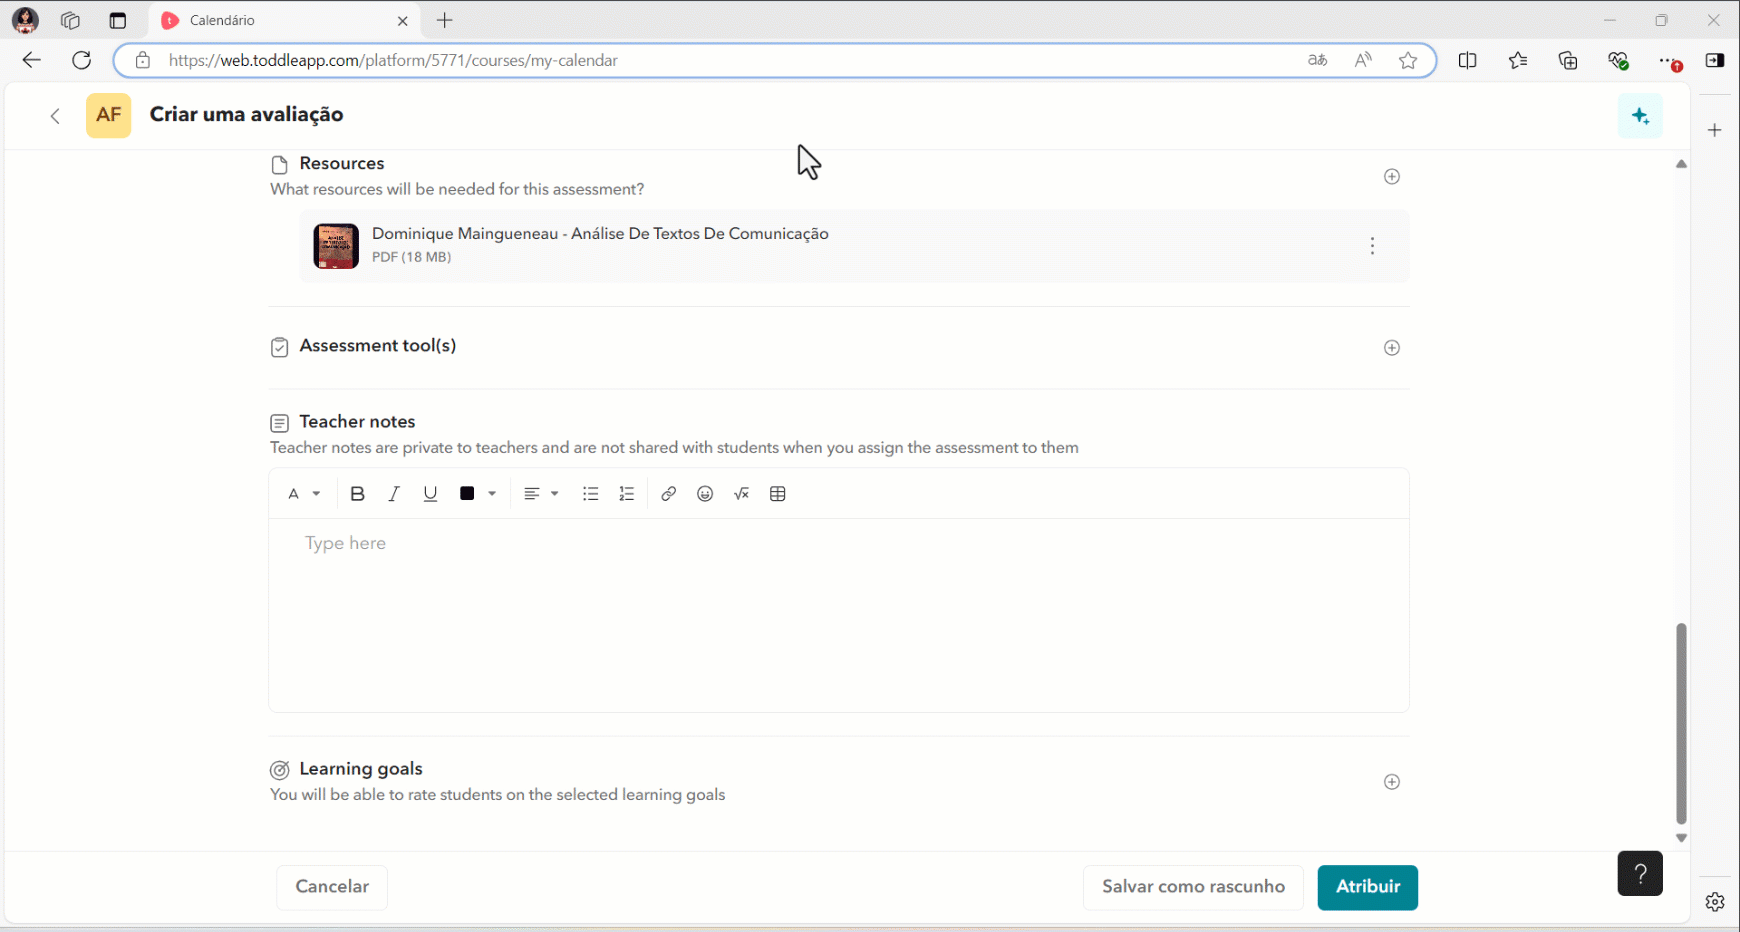 Calendário
https://web.toddleapp.com/platform/5771/courses/my-calendar
AF
Criar uma avaliação
Resources
What resources will be needed for this assessment?
Dominique Maingueneau - Análise De Textos De Comunicação
PDF (18 MB)
Assessment tool(s)
Teacher notes
Teacher notes are private to teachers and are not shared with students when you assign the assessment to them
A B I U
Type here
Learning goals
You will be able to rate students on the selected learning goals
Cancelar
Salvar como rascunho
Atribuir
?